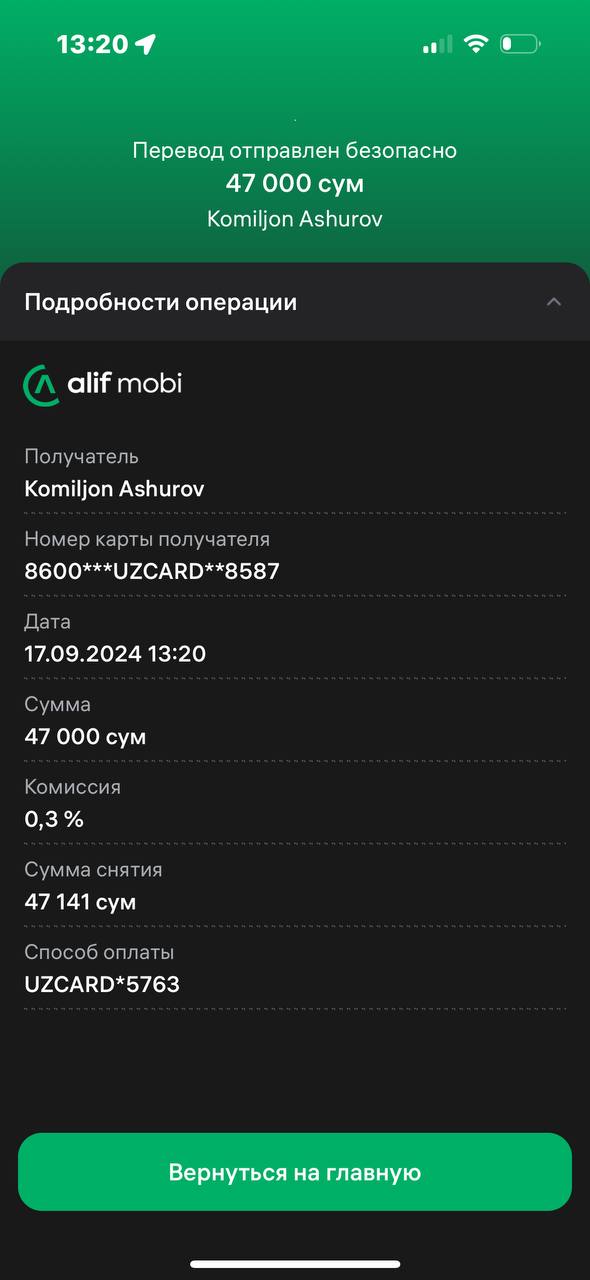 13:20
Перевод отправлен безопасно
47 000 сум
Komiljon Ashurov
Подробности операции
alif mobi
Получатель
Komiljon Ashurov
Номер карты получателя
8600***UZCARD**8587
Дата
17.09.2024 13:20
Сумма
47 000 сум
Комиссия
0,3 %
Сумма снятия
47 141 сум
Способ оплаты
UZCARD*5763
Вернуться на главную